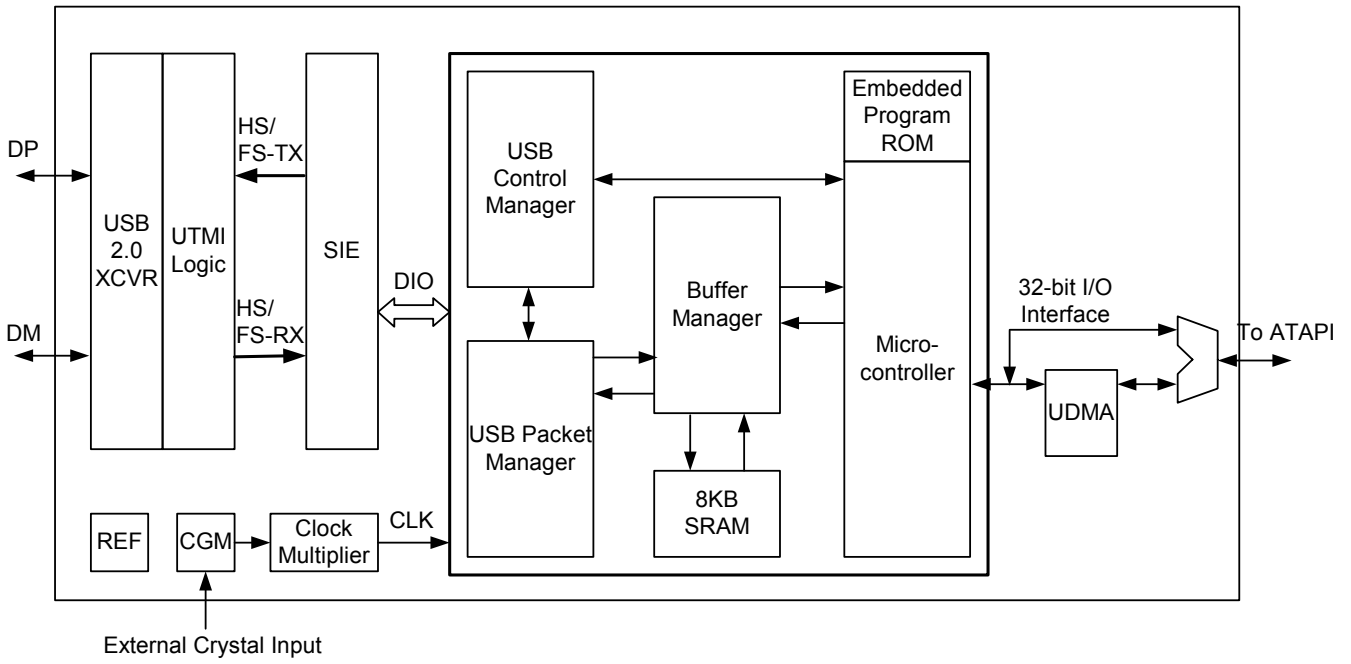 DP
DM
USB
2.0
XCVR
UTMI
Logic
HS/
FS-TX
HS/
FS-RX
SIE
DIO
USB
Control
Manager
USB Packet
Manager
Buffer
Manager
8KB
SRAM
Embedded
Program
ROM
Micro-
controller
32-bit I/O
Interface
UDMA
To ATAPI
REF
CGM
Clock
Multiplier
CLK
External Crystal Input